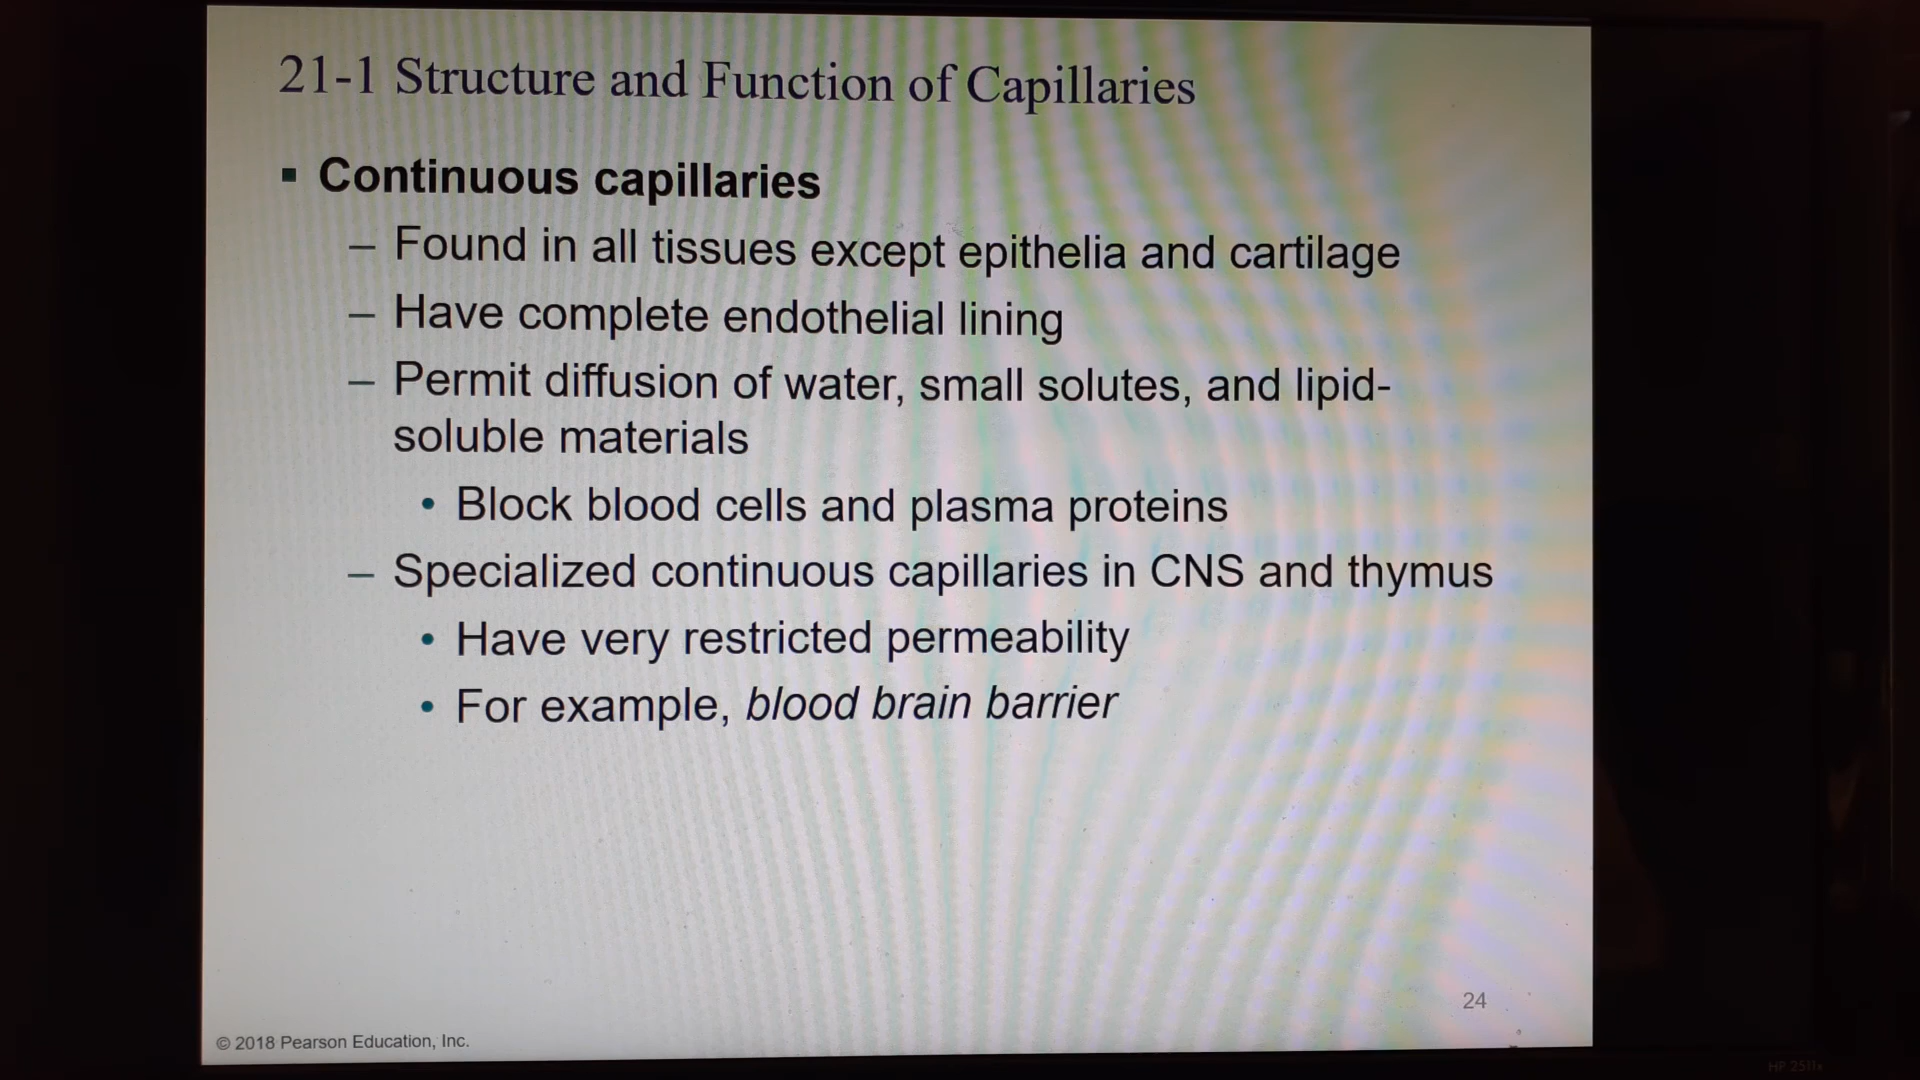 21-1 Structure and Function of Capillaries
▪ Continuous capillaries
– Found in all tissues except epithelia and cartilage
– Have complete endothelial lining
– Permit diffusion of water, small solutes, and lipid-
soluble materials
• Block blood cells and plasma proteins
– Specialized continuous capillaries in CNS and thymus
• Have very restricted permeability
• For example, blood brain barrier
24
© 2018 Pearson Education, Inc.